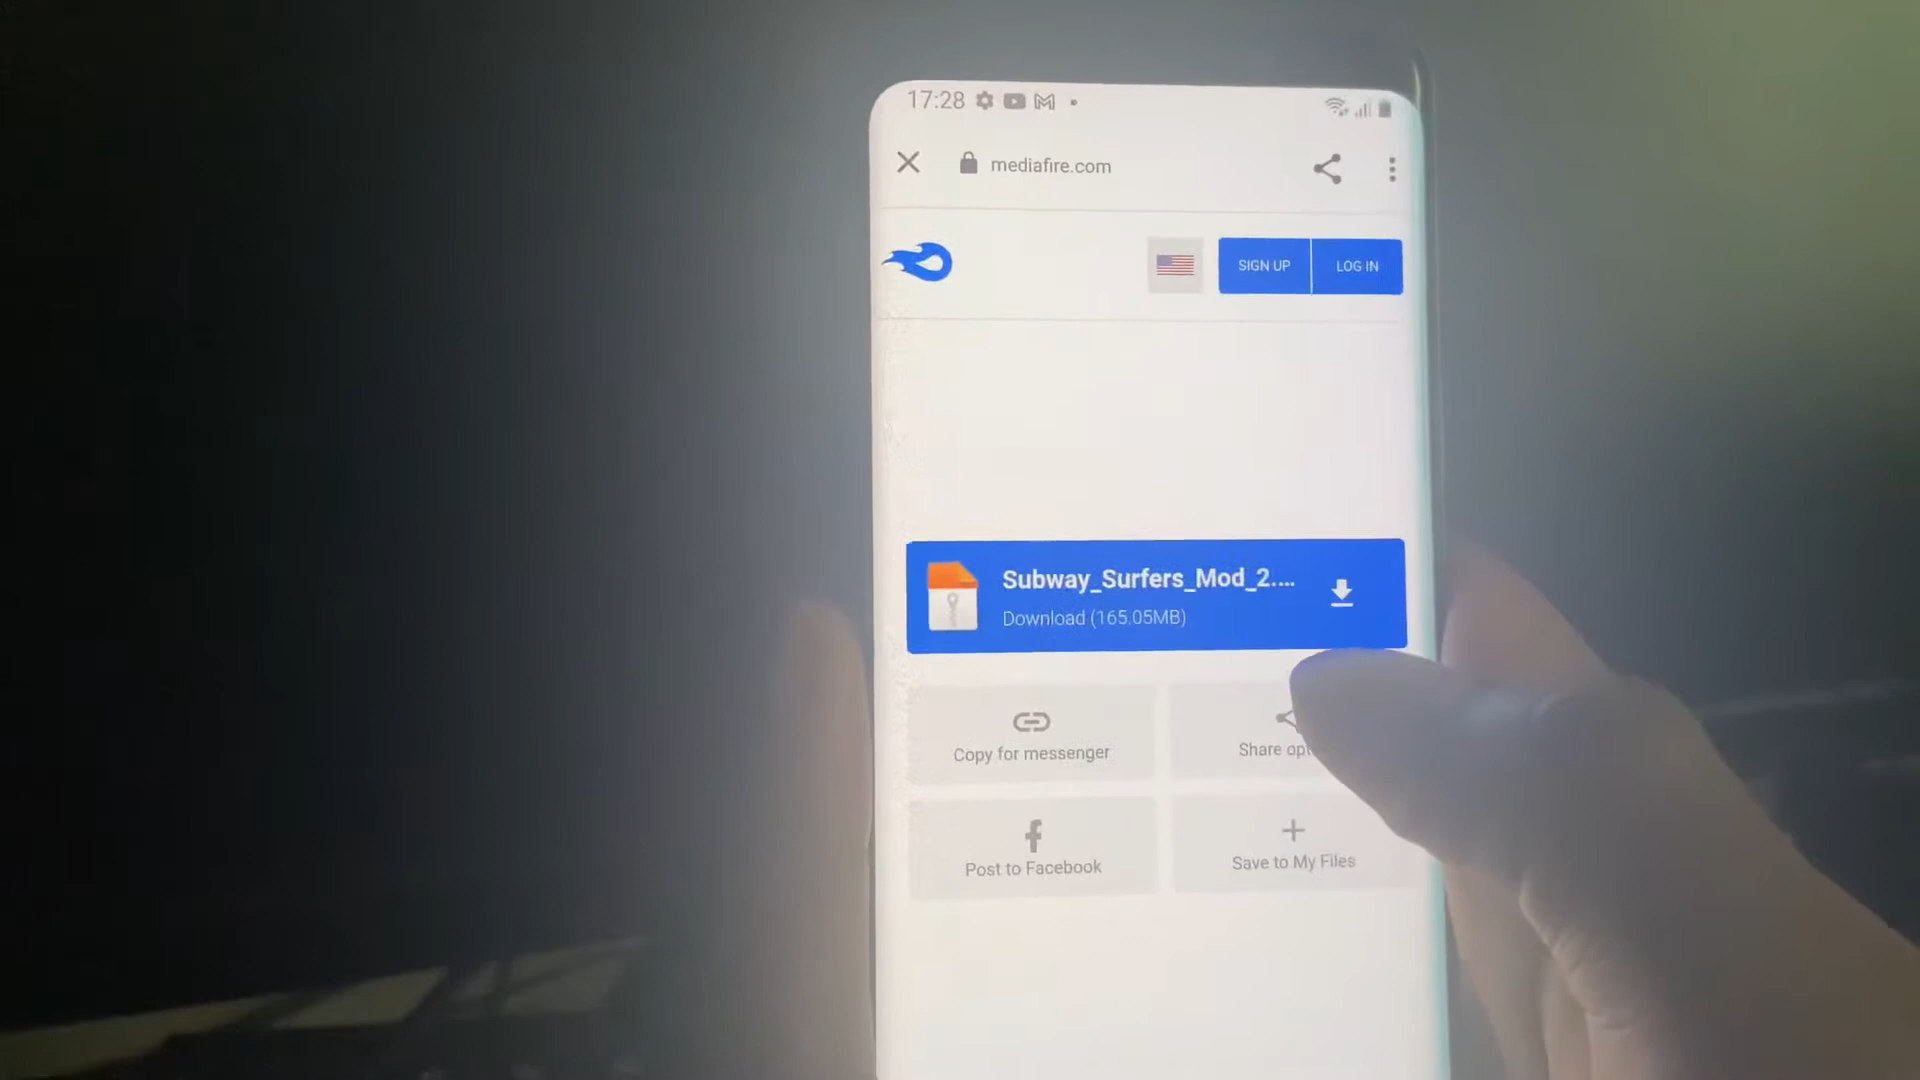 17:28
mediafire.com
SIGN UP
LOG IN
Subway_Surfers_Mod_2....
Download (165.05MB)
Copy for messenger
Share opt
Post to Facebook
Save to My Files